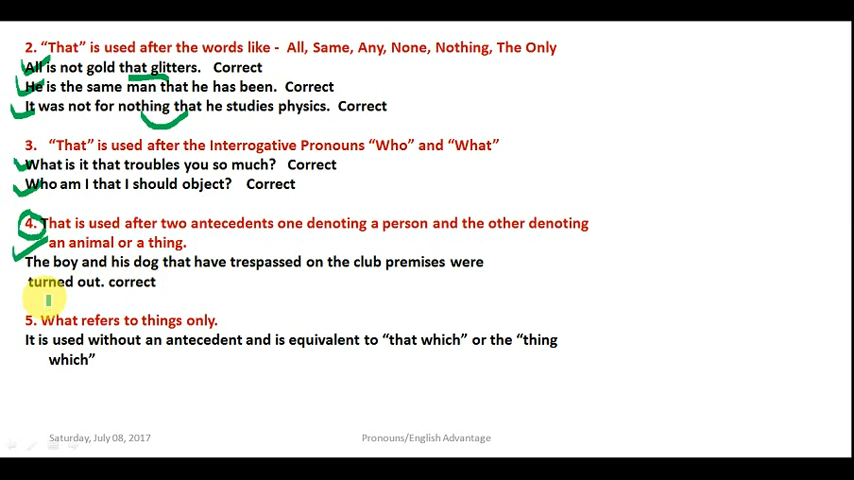 2. “That” is used after the words like - All, Same, Any, None, Nothing, The Only
All is not gold that glitters. Correct
He is the same man that he has been. Correct
It was not for nothing that he studies physics. Correct
3. “That” is used after the Interrogative Pronouns “Who” and “What”
What is it that troubles you so much? Correct
Who am I that I should object? Correct
4. That is used after two antecedents one denoting a person and the other denoting
an animal or a thing.
The boy and his dog that have trespassed on the club premises were
turned out. correct
5. What refers to things only.
It is used without an antecedent and is equivalent to “that which” or the “thing
which”
Saturday, July 08, 2017 Pronouns/English Advantage